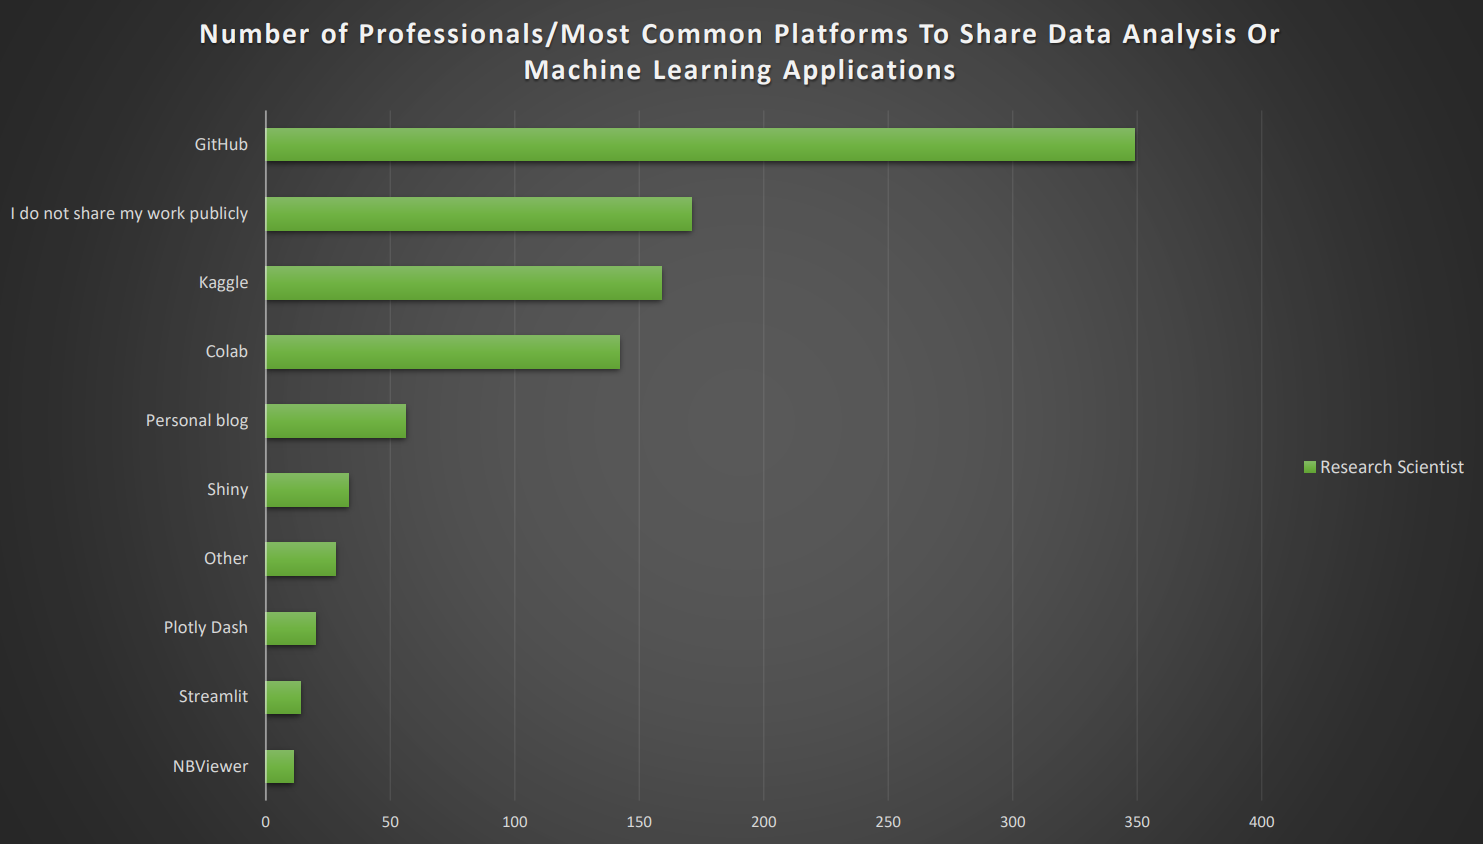 Number of Professionals/Most Common Platforms To Share Data Analysis Or
Machine Learning Applications
GitHub
I do not share my work publicly
Kaggle
Colab
Personal blog
Shiny
Other
Plotly Dash
Streamlit
NBViewer
0 50 100 150 200 250 300 350 400
Research Scientist